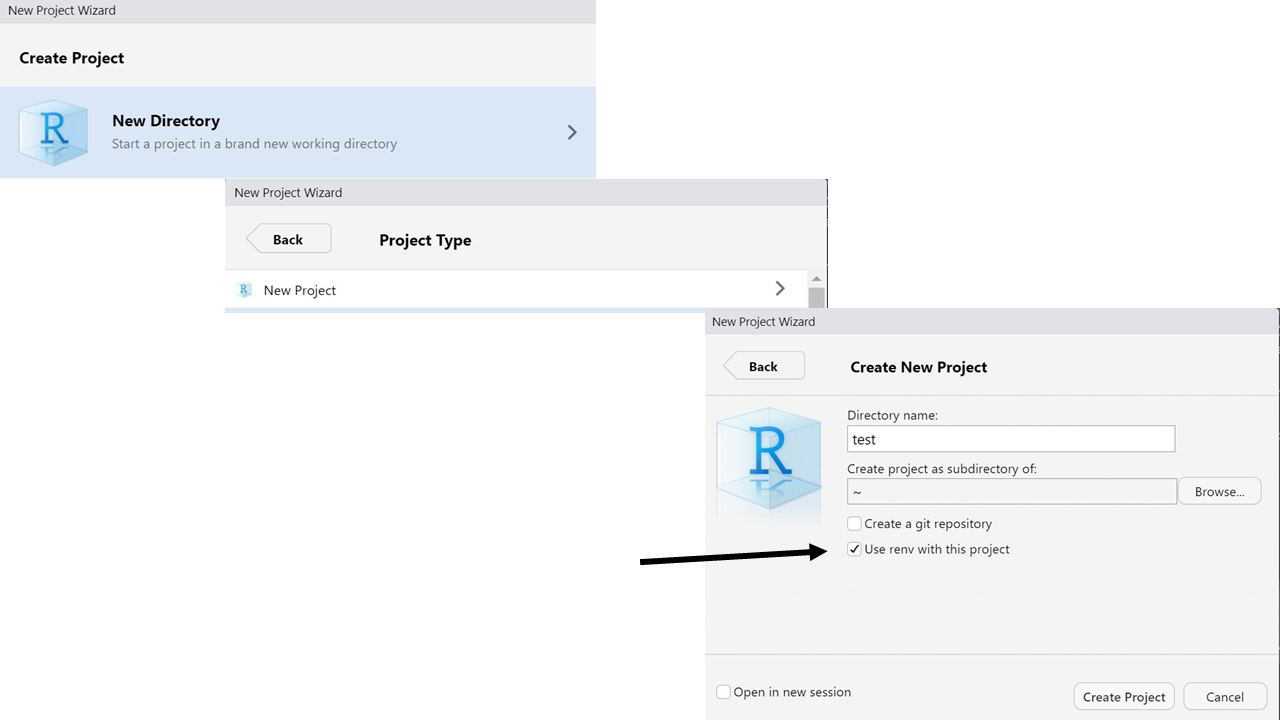 New Project Wizard
Create Project
R
New Directory
Start a project in a brand new working directory
New Project Wizard
Back
Project Type
R
New Project
New Project Wizard
Back
Create New Project
R
Directory name:
test
Create project as subdirectory of:
~
Browse...
Create a git repository
Use renv with this project
Open in new session
Create Project
Cancel